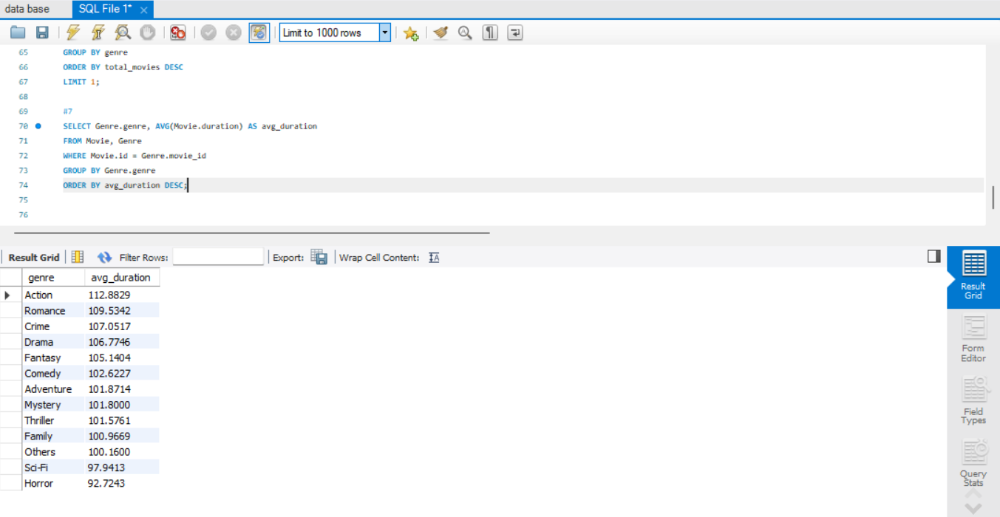 data base SQL File 1* ×
Limit to 1000 rows
65 GROUP BY genre
66 ORDER BY total_movies DESC
67 LIMIT 1;
68
69 #7
70 SELECT Genre.genre, AVG(Movie.duration) AS avg_duration
71 FROM Movie, Genre
72 WHERE Movie.id = Genre.movie_id
73 GROUP BY Genre.genre
74 ORDER BY avg_duration DESC;
75
76
Result Grid Filter Rows: Export: Wrap Cell Content: IA
genre avg_duration
Action 112.8829
Romance 109.5342
Crime 107.0517
Drama 106.7746
Fantasy 105.1404
Comedy 102.6227
Adventure 101.8714
Mystery 101.8000
Thriller 101.5761
Family 100.9669
Others 100.1600
Sci-Fi 97.9413
Horror 92.7243
Result
Grid
Form
Editor
Field
Types
Query
Stats